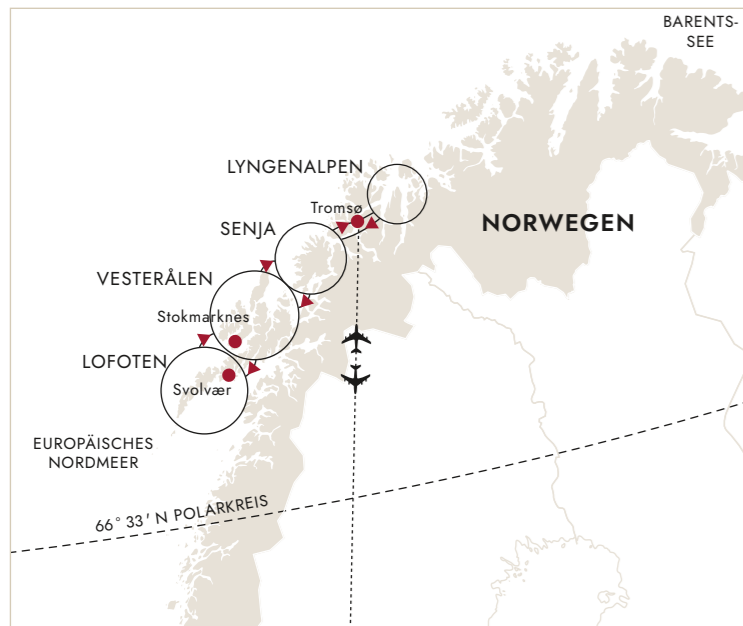 BARENTS-
SEE
LYNGENALPEN
Tromsø
NORWEGEN
SENJA
VESTERÅLEN
Stokmarknes
LOFOTEN
Svolvær
EUROPÄISCHES
NORDMEER
66° 33' N POLARKREIS